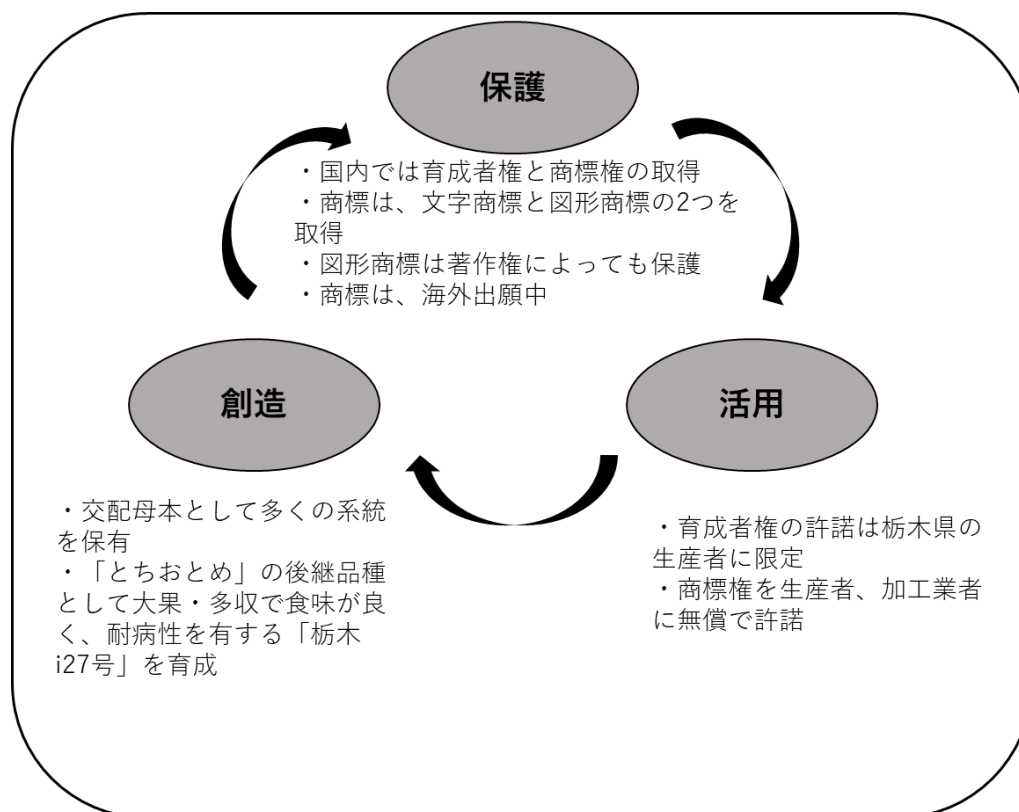 保護
・国内では育成者権と商標権の取得
・商標は、文字商標と図形商標の2つを
取得
・図形商標は著作権によっても保護
・商標は、海外出願中
創造
・交配母本として多くの系統
を保有
・「とちおとめ」の後継品種
として大果・多収で食味が良
く、耐病性を有する「栃木
i27号」を育成
活用
・育成者権の許諾は栃木県の
生産者に限定
・商標権を生産者、加工業者
に無償で許諾